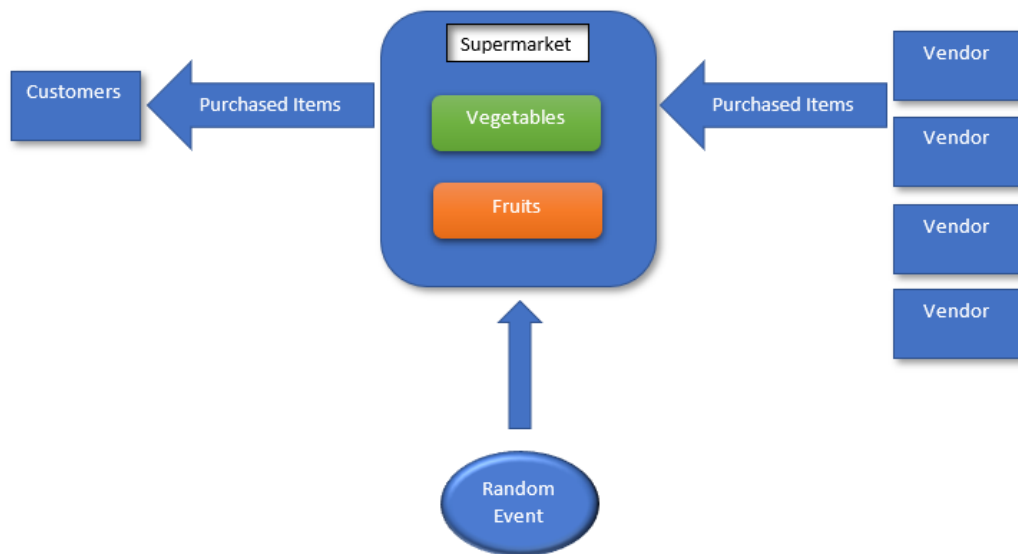 Supermarket
Customers
Purchased Items
Vegetables
Fruits
Purchased Items
Vendor
Vendor
Vendor
Vendor
Random
Event